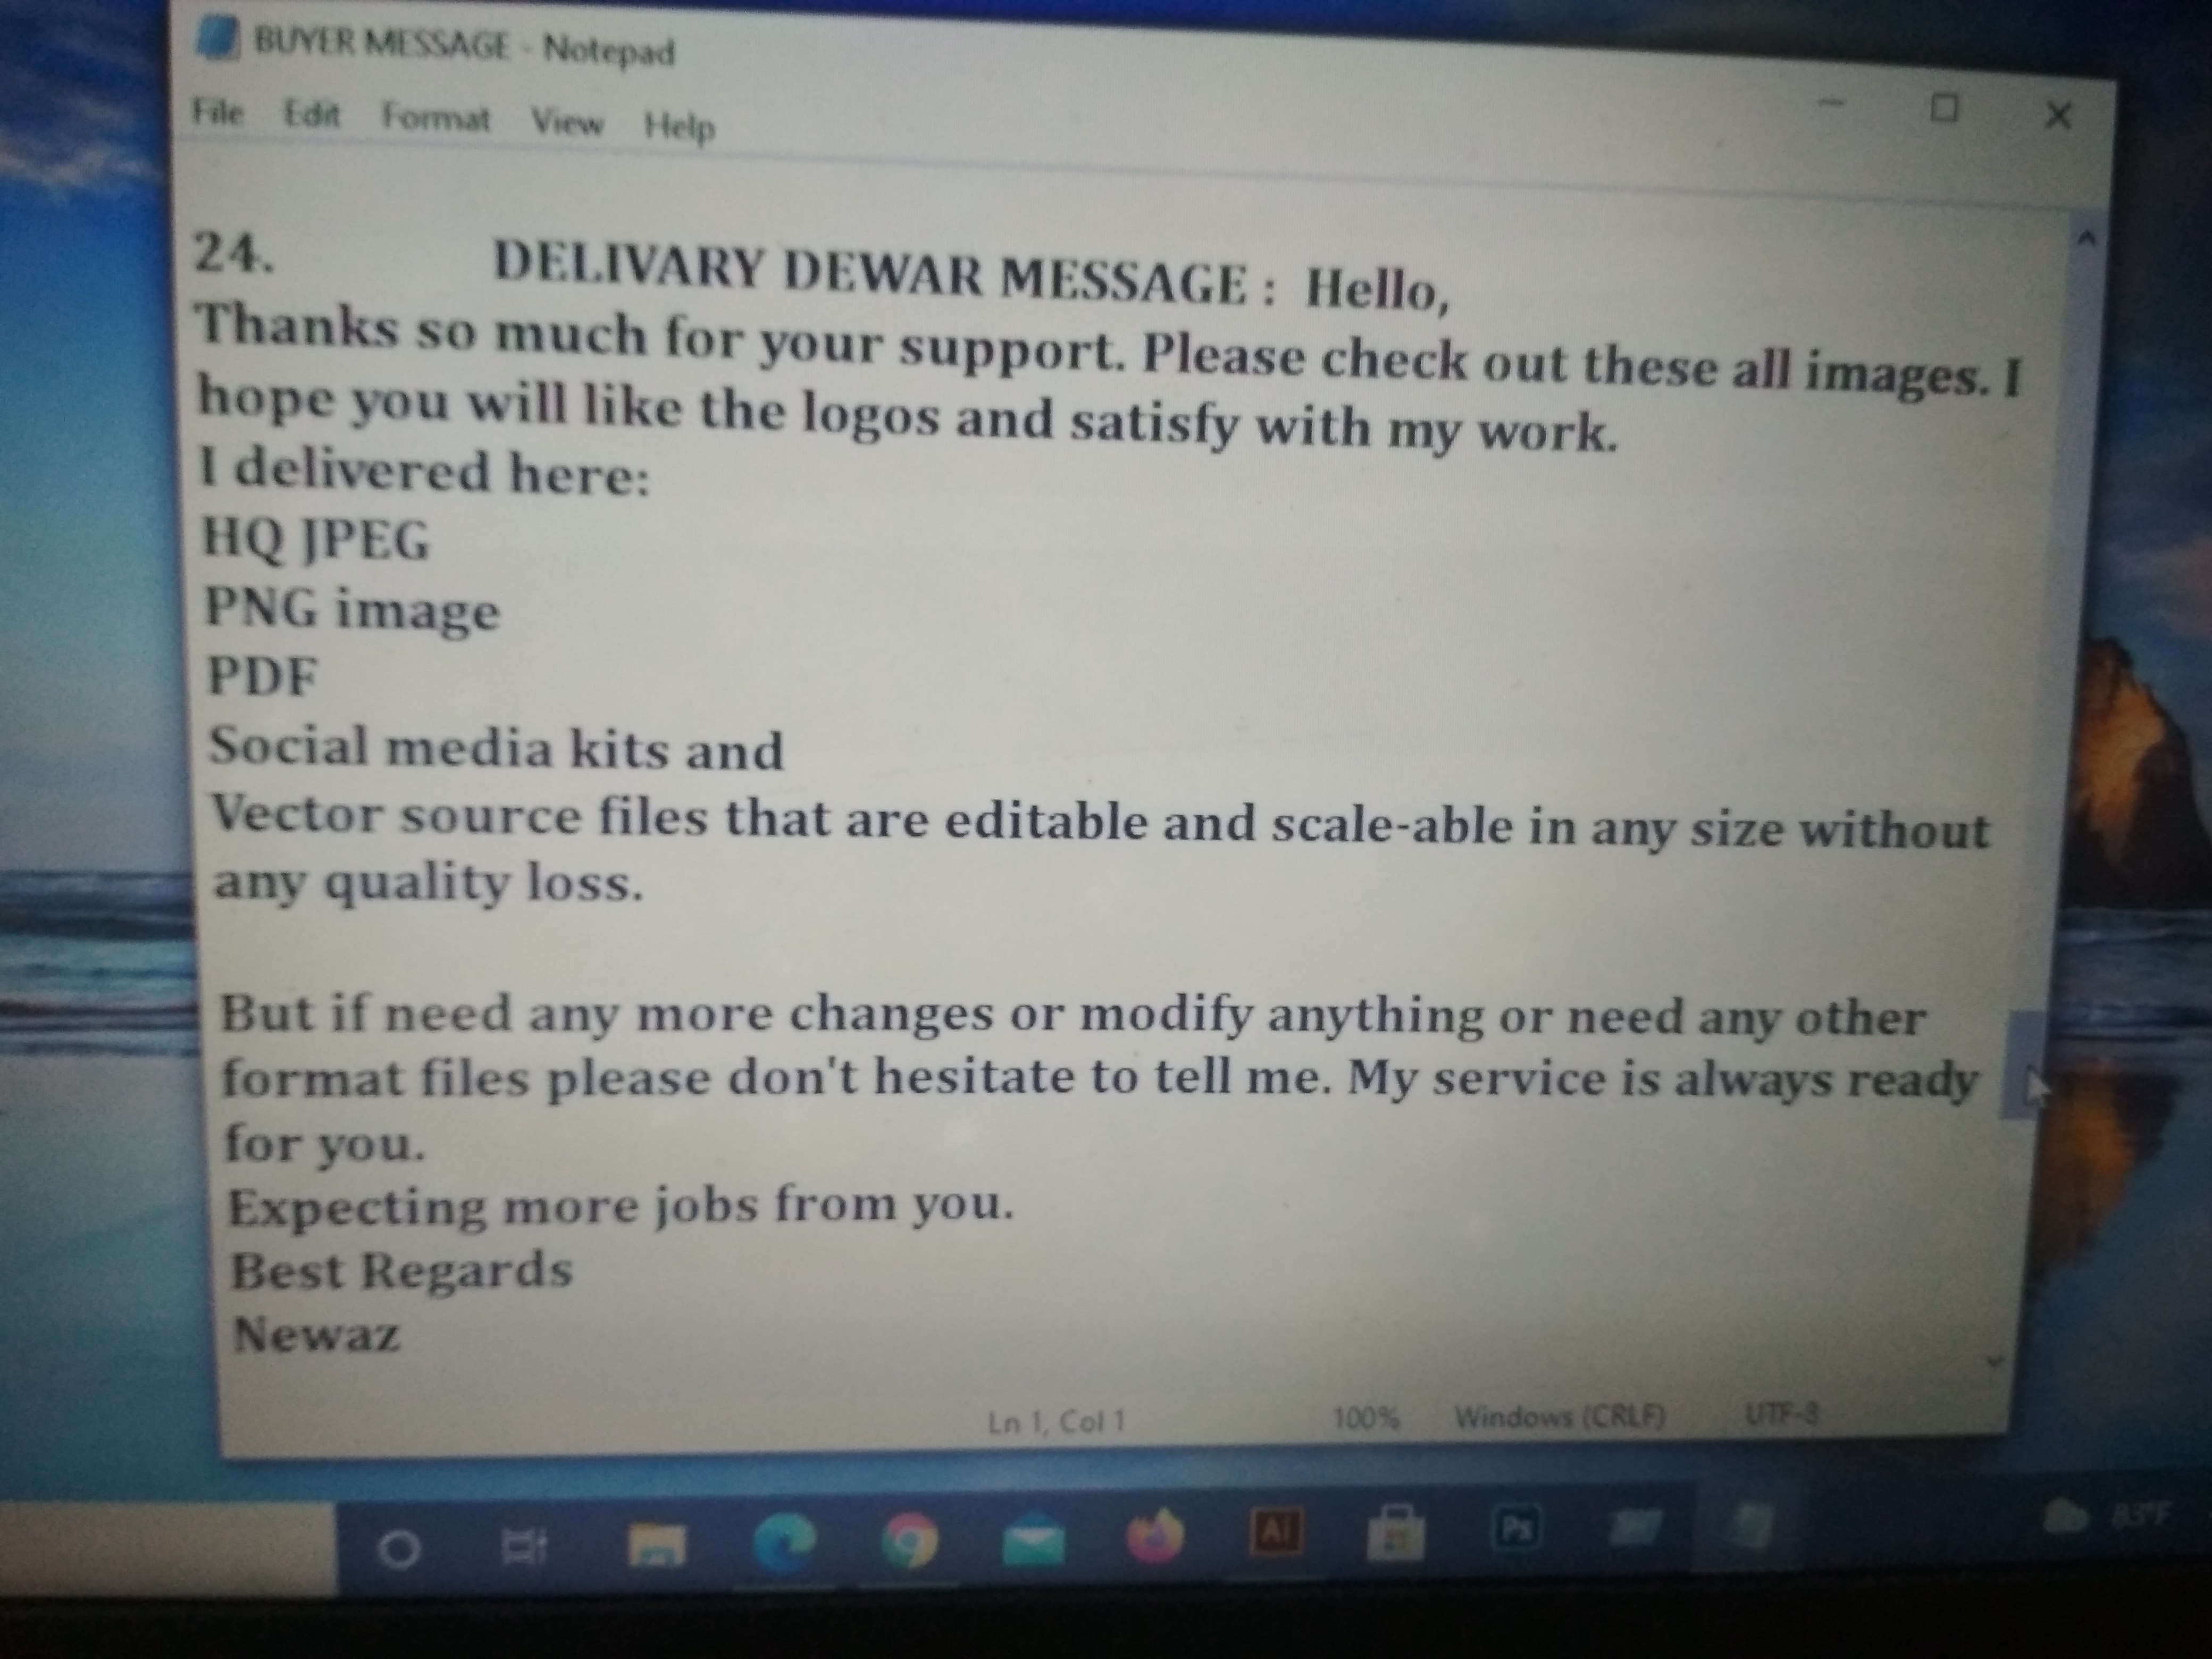 BUYER MESSAGE - Notepad
File Edit Format View Help
24. DELIVARY DEWAR MESSAGE : Hello,
Thanks so much for your support. Please check out these all images. I
hope you will like the logos and satisfy with my work.
I delivered here:
HQ JPEG
PNG image
PDF
Social media kits and
Vector source files that are editable and scale-able in any size without
any quality loss.
But if need any more changes or modify anything or need any other
format files please don't hesitate to tell me. My service is always ready
for you.
Expecting more jobs from you.
Best Regards
Newaz
Ln 1, Col 1 100% Windows (CRLF) UTF-8
Ai Ps 83°F